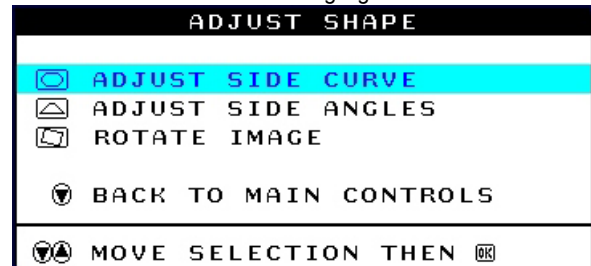 ADJUST SHAPE
ADJUST SIDE CURVE
ADJUST SIDE ANGLES
ROTATE IMAGE
BACK TO MAIN CONTROLS
MOVE SELECTION THEN OK